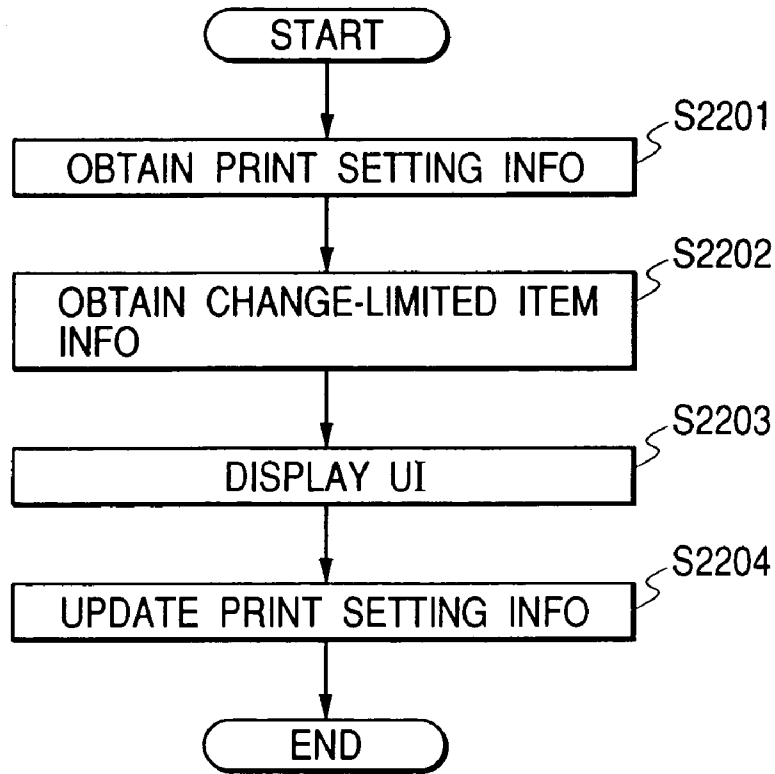 START
S2201
OBTAIN PRINT SETTING INFO
S2202
OBTAIN CHANGE-LIMITED ITEM
INFO
S2203
DISPLAY UI
S2204
UPDATE PRINT SETTING INFO
END